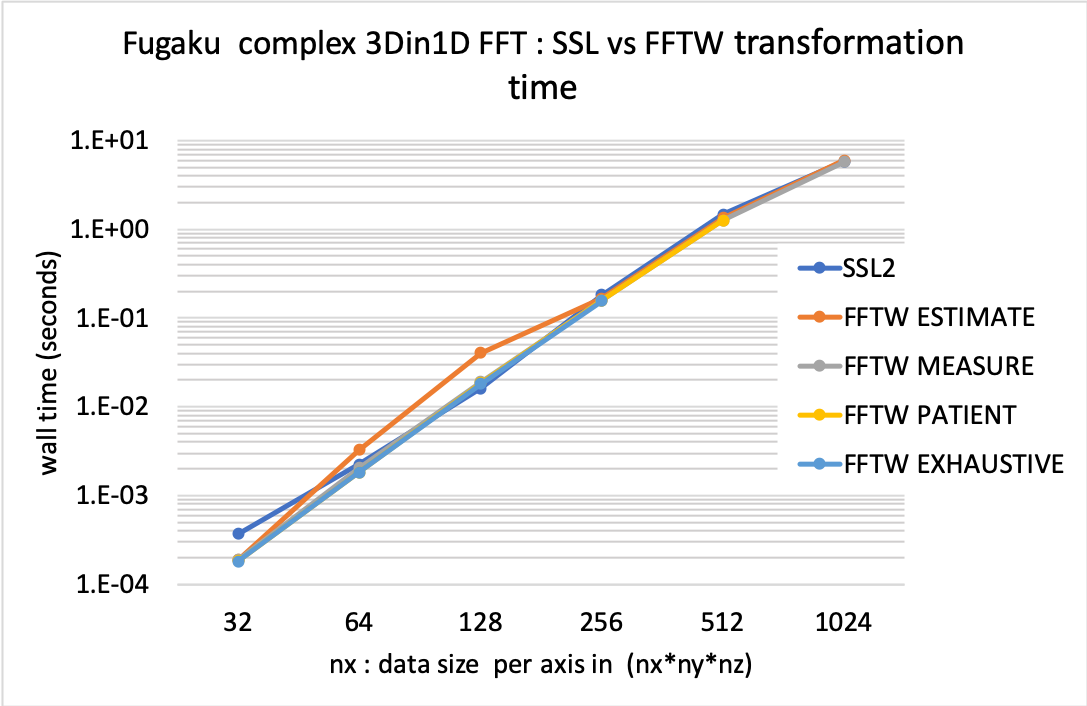 Fugaku complex 3Din1D FFT : SSL vs FFTW transformation
time
1.E+01
1.E+00
1.E-01
1.E-02
1.E-03
1.E-04
wall time (seconds)
SSL2
FFTW ESTIMATE
FFTW MEASURE
FFTW PATIENT
FFTW EXHAUSTIVE
32 64 128 256 512 1024
nx : data size per axis in (nx*ny*nz)